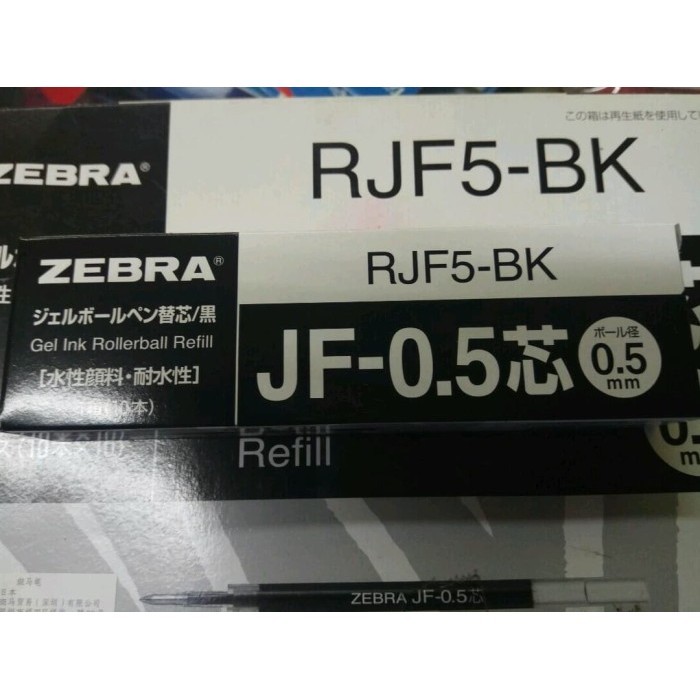 この箱は再生紙を使用してい
ZEBRA®
RJF5-BK
ZEBRA®
RJF5-BK
ジェルボールペン替芯/黒
Gel Ink Rollerball Refill
[水性顔料・耐水性]
JF-0.5芯
ボール径
0.5
mm
Refill
ZEBRA JF-0.5芯